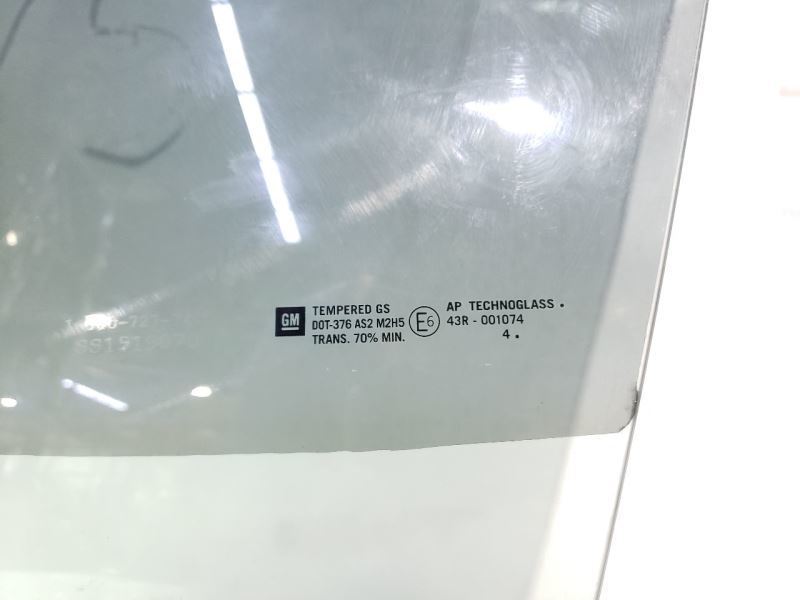 GM
TEMPERED GS
DOT-376 AS2 M2H5
TRANS. 70% MIN.
E6
AP TECHNOGLASS .
43R - 001074
4 .